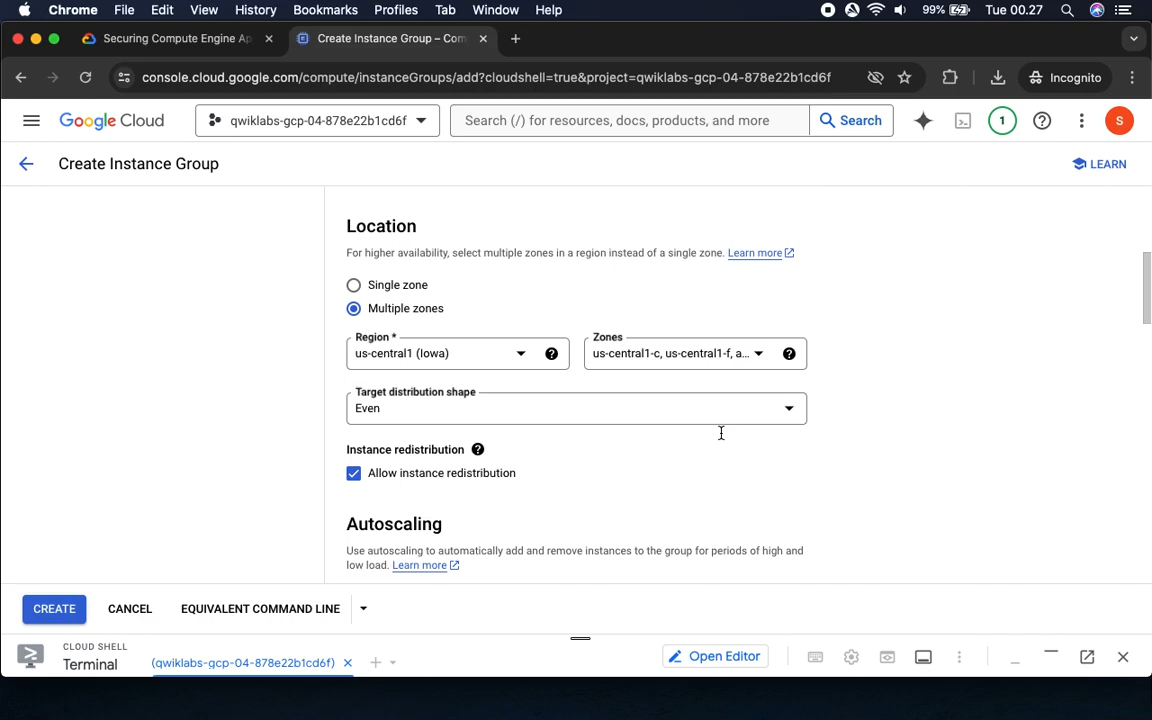 Chrome File Edit View History Bookmarks Profiles Tab Window Help 99% Tue 00.27
Securing Compute Engine Ap
Create Instance Group – Com
console.cloud.google.com/compute/instanceGroups/add?cloudshell=true&project=qwiklabs-gcp-04-878e22b1cd6f
Incognito
Google Cloud
qwiklabs-gcp-04-878e22b1cd6f
Search (/) for resources, docs, products, and more
Search
1
S
Create Instance Group
LEARN
Location
For higher availability, select multiple zones in a region instead of a single zone. Learn more
Single zone
Multiple zones
Region *
us-central1 (Iowa)
Zones
us-central1-c, us-central1-f, a...
Target distribution shape
Even
Instance redistribution
Allow instance redistribution
Autoscaling
Use autoscaling to automatically add and remove instances to the group for periods of high and
low load. Learn more
CREATE
CANCEL
EQUIVALENT COMMAND LINE
CLOUD SHELL
Terminal
(qwiklabs-gcp-04-878e22b1cd6f)
Open Editor